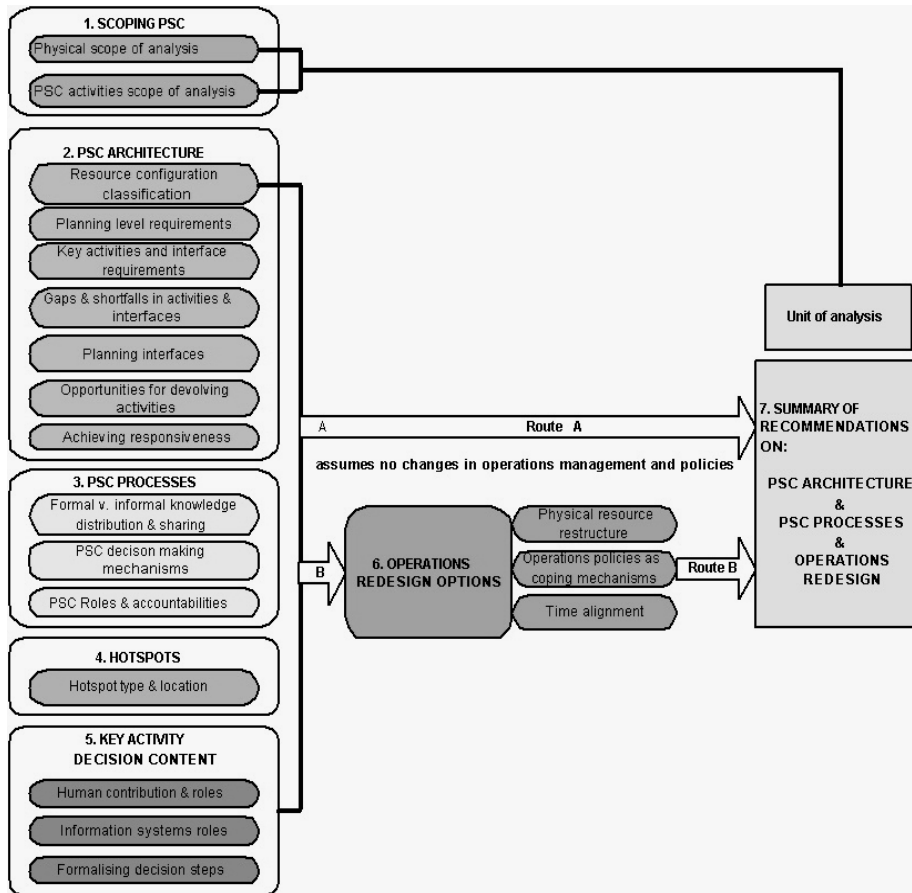 1. SCOPING PSC
Physical scope of analysis
PSC activities scope of analysis
2. PSC ARCHITECTURE
Resource configuration
classification
Planning level requirements
Key activities and interface
requirements
Gaps & shortfalls in activities &
interfaces
Planning interfaces
Opportunities for devolving
activities
Achieving responsiveness
3. PSC PROCESSES
Formal v. informal knowledge
distribution & sharing
PSC decison making
mechanisms
PSC Roles & accountabilities
4. HOTSPOTS
Hotspot type & location
5. KEY ACTIVITY
DECISION CONTENT
Human contribution & roles
Information systems roles
Formalising decision steps
A
Route A
assumes no changes in operations management and policies
B
6. OPERATIONS
REDESIGN OPTIONS
Physical resource
restructure
Operations policies as
coping mechanisms
Time alignment
Route B
Unit of analysis
7. SUMMARY OF
RECOMMENDATIONS
ON:
PSC ARCHITECTURE
&
PSC PROCESSES
&
OPERATIONS
REDESIGN